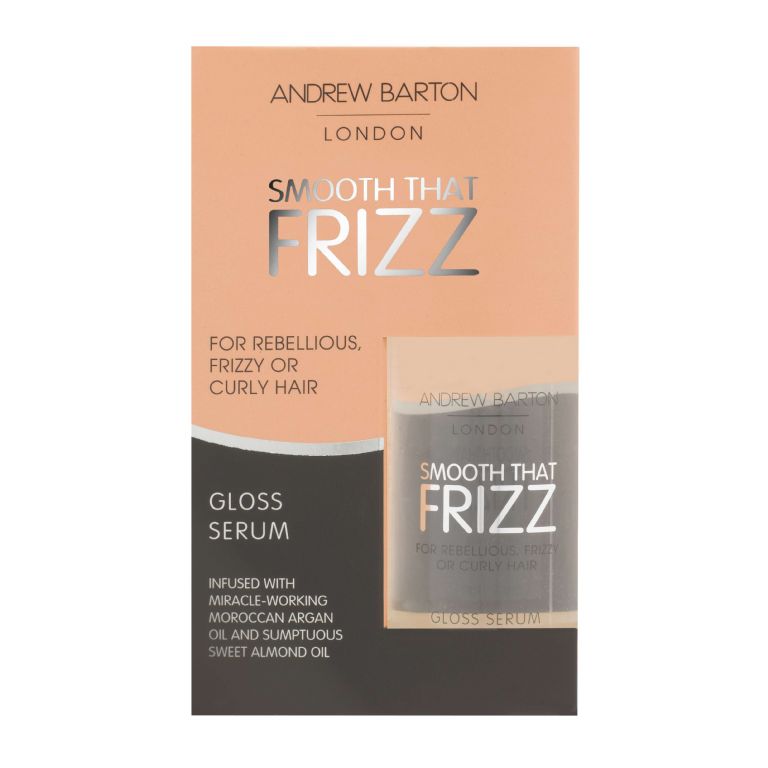 ANDREW BARTON
LONDON
SMOOTH THAT
FRIZZ
FOR REBELLIOUS,
FRIZZY OR
CURLY HAIR
GLOSS
SERUM
INFUSED WITH
MIRACLE-WORKING
MOROCCAN ARGAN
OIL AND SUMPTUOUS
SWEET ALMOND OIL
ANDREW BARTON
LONDON
SMOOTH THAT
FRIZZ
FOR REBELLIOUS, FRIZZY
OR CURLY HAIR
GLOSS SERUM